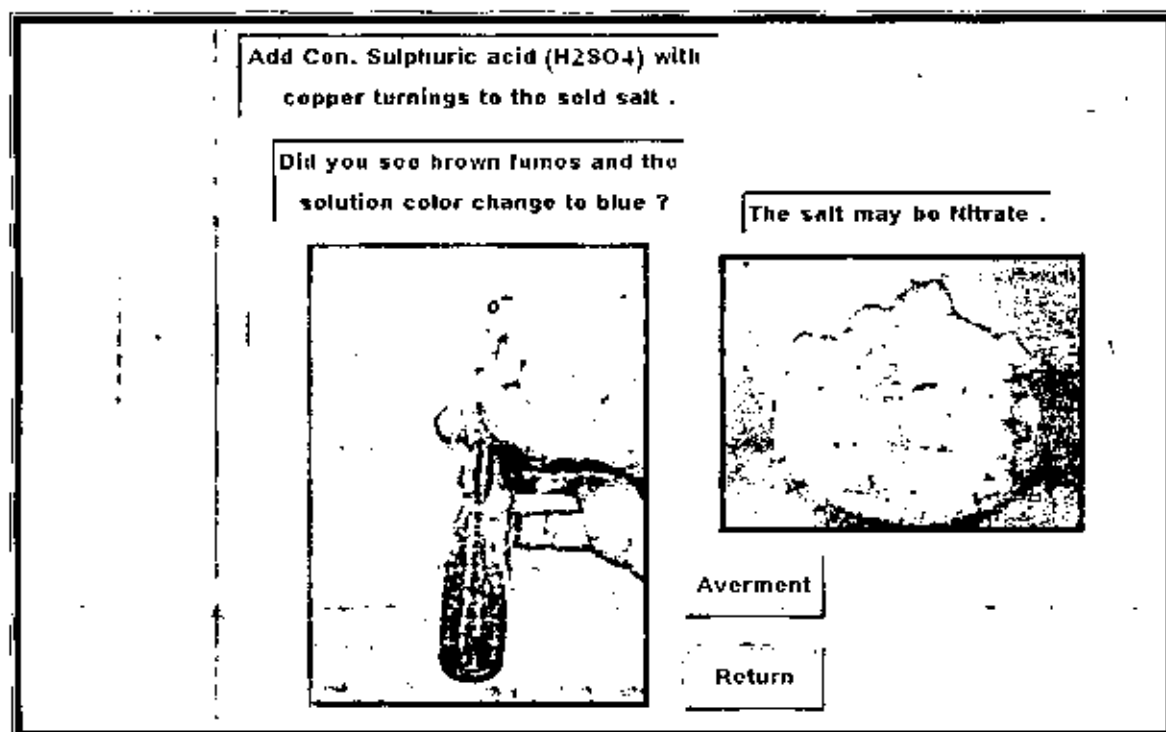 Add Con. Sulphuric acid (H2SO4) with
copper turnings to the sold salt .
Did you see brown fumes and the
solution color change to blue ?
The salt may be Nitrate .
Averment
Return